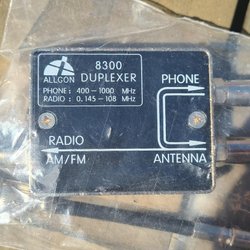 ALLGON
8300
DUPLEXER
PHONE: 400-1000 MHz
RADIO: 0.145-108 MHz
PHONE
RADIO
AM/FM
ANTENNA